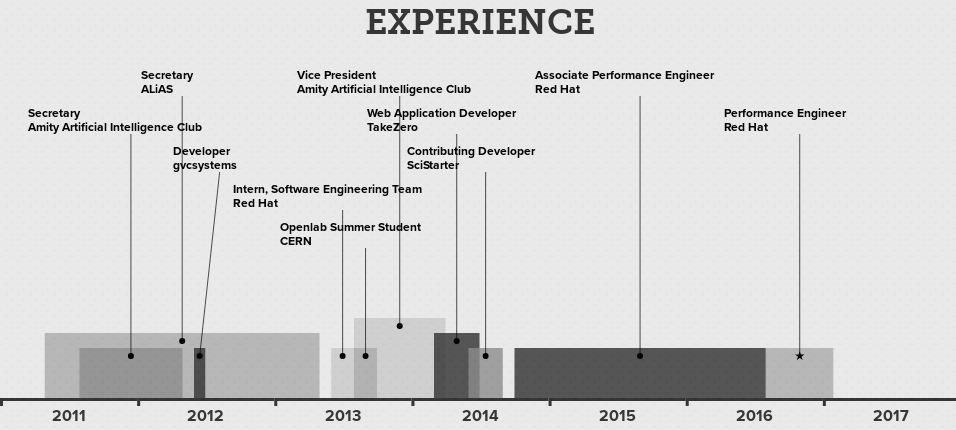 EXPERIENCE
Secretary
ALiAS
Vice President
Amity Artificial Intelligence Club
Associate Performance Engineer
Red Hat
Secretary
Amity Artificial Intelligence Club
Web Application Developer
TakeZero
Performance Engineer
Red Hat
Developer
gvcsystems
Contributing Developer
SciStarter
Intern, Software Engineering Team
Red Hat
Openlab Summer Student
CERN
2011 2012 2013 2014 2015 2016 2017